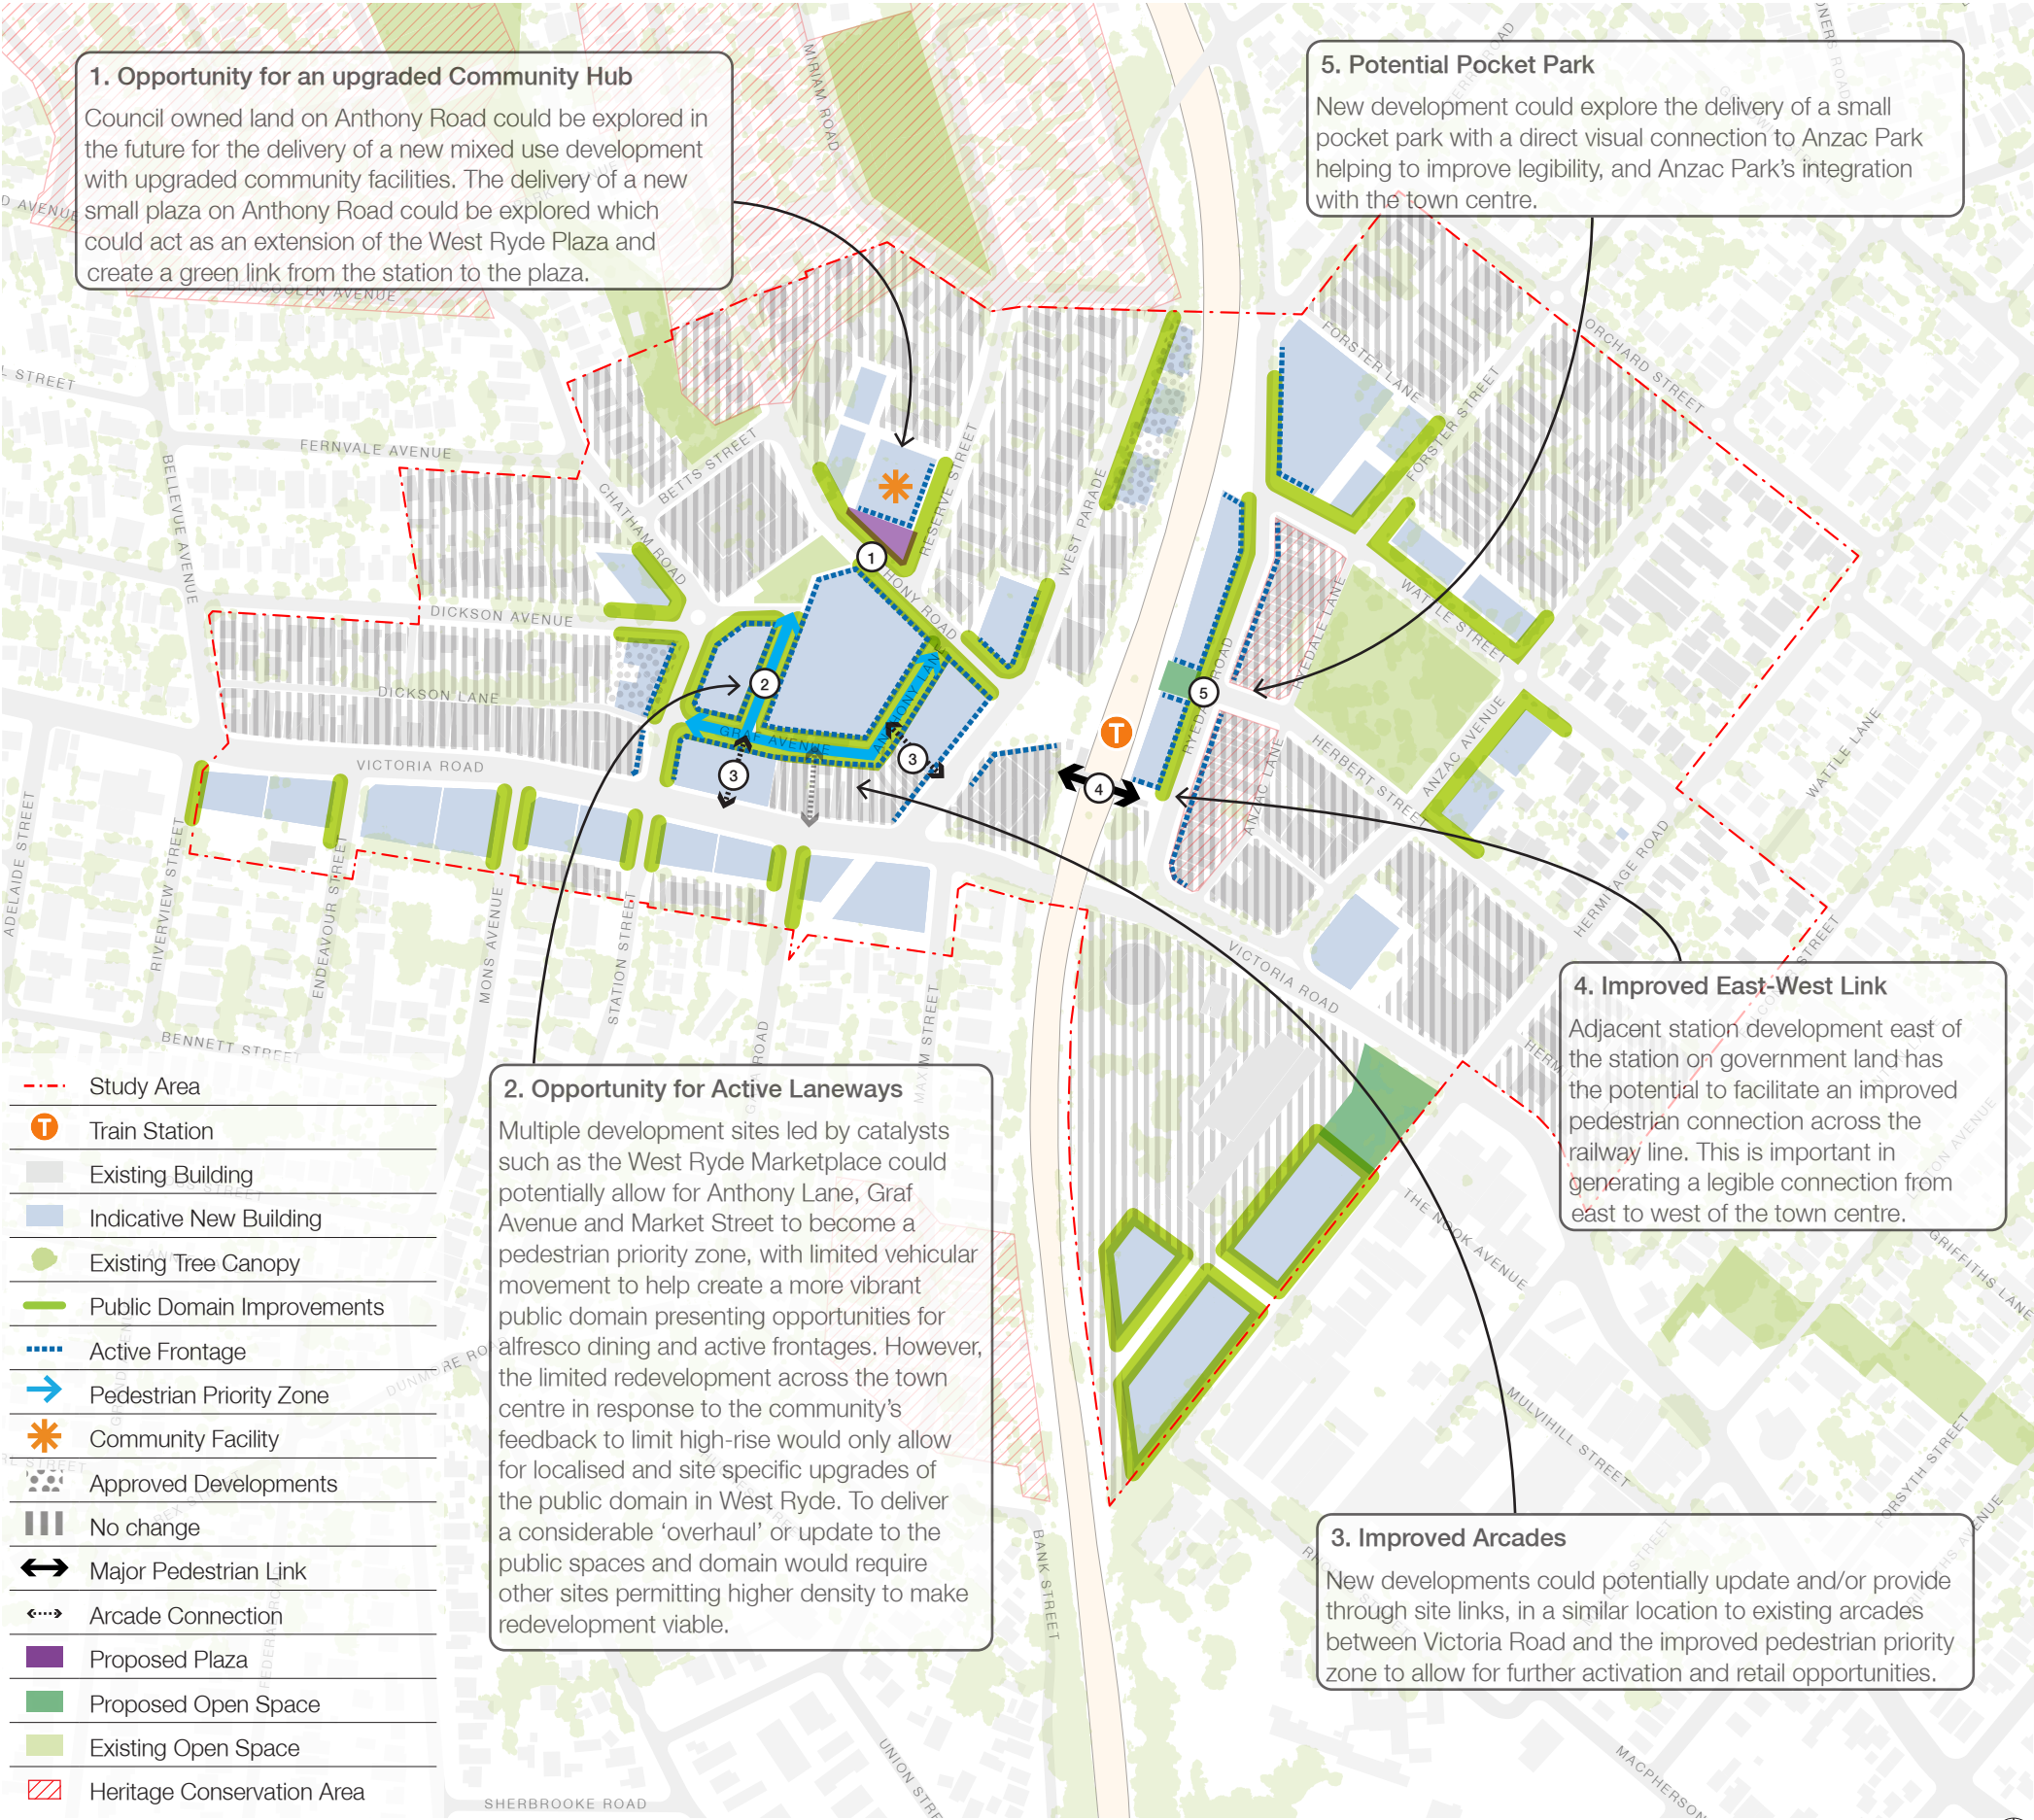 1. Opportunity for an upgraded Community Hub
Council owned land on Anthony Road could be explored in
the future for the delivery of a new mixed use development
with upgraded community facilities. The delivery of a new
small plaza on Anthony Road could be explored which
could act as an extension of the West Ryde Plaza and
create a green link from the station to the plaza.
5. Potential Pocket Park
New development could explore the delivery of a small
pocket park with a direct visual connection to Anzac Park
helping to improve legibility, and Anzac Park's integration
with the town centre.
MIRIAM ROAD
BENCOOLEN AVENUE
FERNVALE AVENUE
BELLEVUE AVENUE
CHATHAM ROAD
BETTS STREET
RESERVE STREET
WEST PARADE
FORSTER LANE
FORSTER STREET
ORCHARD STREET
DICKSON AVENUE
DICKSON LANE
VICTORIA ROAD
GRAF AVENUE
ANTHONY LANE
RYEDALE LANE
WATTLE STREET
ANZAC AVENUE
ANZAC LANE
HERBERT STREET
WATTLE LANE
HERMITAGE ROAD
VICTORIA ROAD
1
2
3
3
4
5
T
ADELAIDE STREET
RIVERVIEW STREET
ENDEAVOUR STREET
MONS AVENUE
STATION STREET
MAXIM STREET
BENNETT STREET
4. Improved East-West Link
Adjacent station development east of
the station on government land has
the potential to facilitate an improved
pedestrian connection across the
railway line. This is important in
generating a legible connection from
east to west of the town centre.
2. Opportunity for Active Laneways
Multiple development sites led by catalysts
such as the West Ryde Marketplace could
potentially allow for Anthony Lane, Graf
Avenue and Market Street to become a
pedestrian priority zone, with limited vehicular
movement to help create a more vibrant
public domain presenting opportunities for
alfresco dining and active frontages. However,
the limited redevelopment across the town
centre in response to the community's
feedback to limit high-rise would only allow
for localised and site specific upgrades of
the public domain in West Ryde. To deliver
a considerable 'overhaul' or update to the
public spaces and domain would require
other sites permitting higher density to make
redevelopment viable.
3. Improved Arcades
New developments could potentially update and/or provide
through site links, in a similar location to existing arcades
between Victoria Road and the improved pedestrian priority
zone to allow for further activation and retail opportunities.
THE NOOK AVENUE
GRIFFITHS LANE
MULVIHILL STREET
FORSYTH STREET
BANK STREET
SHERBROOKE ROAD
Study Area
T Train Station
Existing Building
Indicative New Building
Existing Tree Canopy
Public Domain Improvements
Active Frontage
Pedestrian Priority Zone
Community Facility
Approved Developments
No change
Major Pedestrian Link
Arcade Connection
Proposed Plaza
Proposed Open Space
Existing Open Space
Heritage Conservation Area